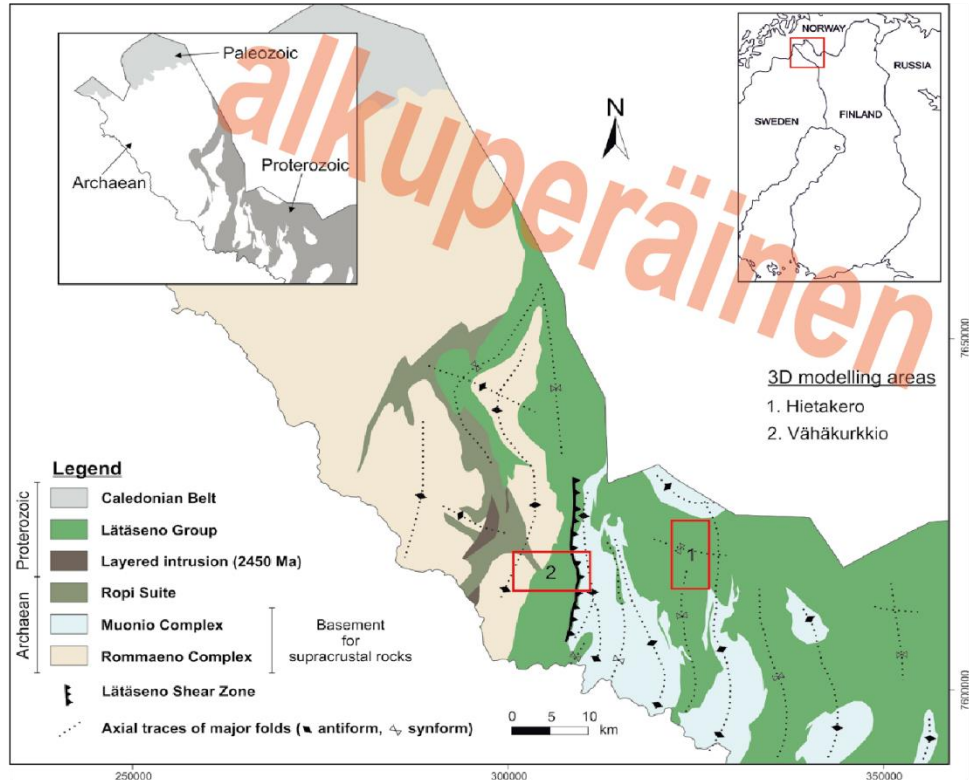 Paleozoic
Archaean
Proterozoic
alkuperäinen
N
NORWAY
RUSSIA
SWEDEN
FINLAND
7650000
3D modelling areas
1. Hietakero
2. Vähäkurkkio
1
2
Legend
Proterozoic
Archaean
Caledonian Belt
Lätäseno Group
Layered intrusion (2450 Ma)
Ropi Suite
Muonio Complex
Rommaeno Complex
Basement
for
supracrustal rocks
Lätäseno Shear Zone
Axial traces of major folds ( antiform, synform)
0 5 10
km
7600000
250000
300000
350000